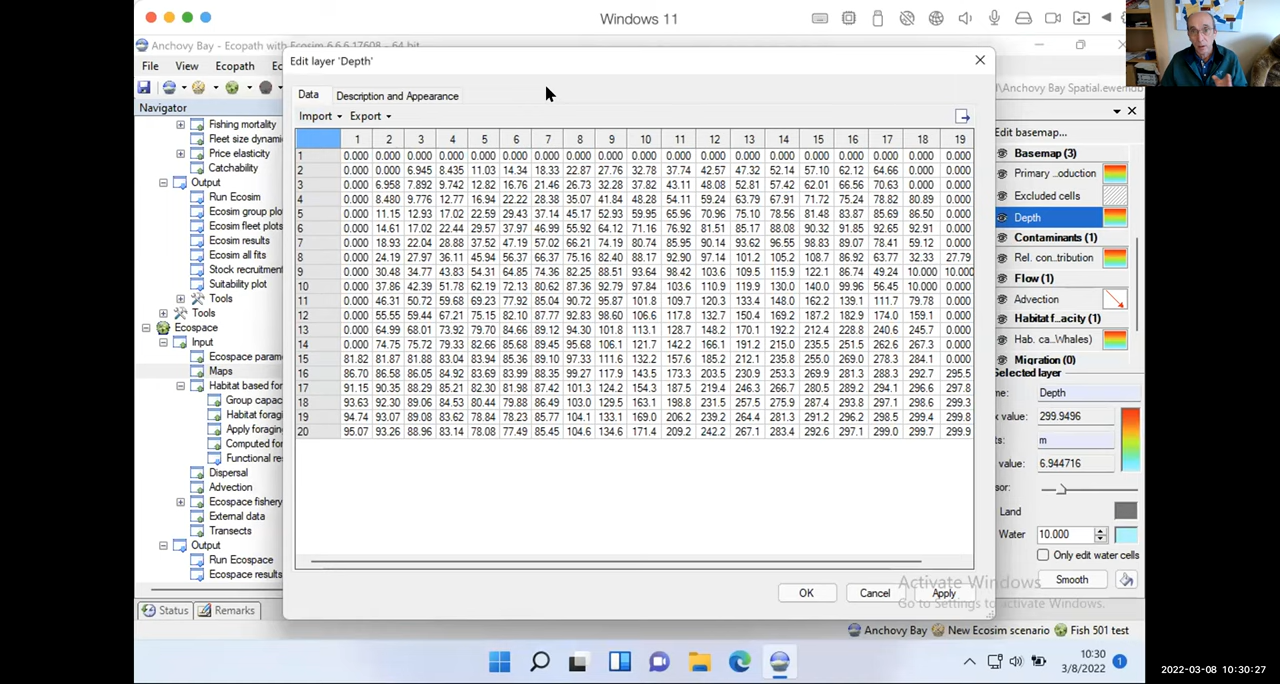 Windows 11
Anchovy Bay - Ecopath with Ecosim 6.6.6.17608 - 64 bit
File View Ecopath Ec
Anchovy Bay Spatial.ewemdb
Navigator
Fishing mortality
Fleet size dynami
Price elasticity
Catchability
Output
Run Ecosim
Ecosim group plo
Ecosim fleet plots
Ecosim results
Ecosim all fits
Stock recruitmen
Suitability plot
Tools
Tools
Ecospace
Input
Ecospace param
Maps
Habitat based for
Group capac
Habitat forag
Apply foraging
Computed for
Functional re
Dispersal
Advection
Ecospace fishery
External data
Transects
Output
Run Ecospace
Ecospace results
Status Remarks
Edit layer 'Depth'
Data Description and Appearance
Import Export
1 2 3 4 5 6 7 8 9 10 11 12 13 14 15 16 17 18 19
1 0.000 0.000 0.000 0.000 0.000 0.000 0.000 0.000 0.000 0.000 0.000 0.000 0.000 0.000 0.000 0.000 0.000 0.000 0.000
2 0.000 0.000 6.945 8.435 11.03 14.34 18.33 22.87 27.76 32.78 37.74 42.57 47.32 52.14 57.10 62.12 64.66 0.000 0.000
3 0.000 6.958 7.892 9.742 12.82 16.76 21.46 26.73 32.28 37.82 43.11 48.08 52.81 57.42 62.01 66.56 70.63 0.000 0.000
4 0.000 8.480 9.776 12.77 16.94 22.22 28.38 35.07 41.84 48.28 54.11 59.24 63.79 67.91 71.72 75.24 78.82 80.89 0.000
5 0.000 11.15 12.93 17.02 22.59 29.43 37.14 45.17 52.93 59.95 65.96 70.96 75.10 78.56 81.48 83.87 85.69 86.50 0.000
6 0.000 14.61 17.02 22.44 29.57 37.97 46.99 55.92 64.12 71.16 76.92 81.51 85.17 88.08 90.32 91.85 92.65 92.91 0.000
7 0.000 18.93 22.04 28.88 37.52 47.19 57.02 66.21 74.19 80.74 85.95 90.14 93.62 96.55 98.83 89.07 78.41 59.12 0.000
8 0.000 24.19 27.93 36.11 45.94 56.37 66.37 75.16 82.40 88.17 92.90 97.14 101.2 105.2 108.7 86.92 63.77 32.33 27.79
9 0.000 30.48 34.77 43.83 54.31 64.85 74.36 82.25 88.51 93.64 98.42 103.6 109.5 115.9 122.1 86.74 49.24 10.000 10.000
10 0.000 37.86 42.39 51.78 62.19 72.13 80.62 87.36 92.79 97.84 103.6 110.9 119.9 130.0 140.0 99.96 56.45 10.000 0.000
11 0.000 46.31 50.72 59.68 69.23 77.92 85.04 90.72 95.87 101.8 109.7 120.3 133.4 148.0 162.2 139.1 111.7 79.78 0.000
12 0.000 55.55 59.44 67.21 75.15 82.10 87.77 92.83 98.60 106.6 117.8 132.7 150.4 169.2 187.2 182.9 174.0 159.1 0.000
13 0.000 64.99 68.01 73.92 79.70 84.66 89.12 94.30 101.8 113.1 128.7 148.2 170.1 192.2 212.4 228.8 240.6 245.7 0.000
14 0.000 74.75 75.72 79.33 82.68 85.68 89.45 95.68 106.1 121.7 142.2 166.1 191.2 215.0 235.5 251.5 262.6 267.3 0.000
15 81.82 81.87 81.88 83.04 83.94 85.36 89.10 97.33 111.6 132.2 157.6 185.2 212.1 235.8 255.0 269.0 278.3 284.1 0.000
16 86.70 86.58 86.05 84.92 83.69 83.88 88.35 99.27 117.9 143.5 173.3 203.5 230.9 253.3 269.9 281.3 288.3 292.7 295.5
17 91.15 90.35 88.29 85.21 82.30 81.98 87.42 101.3 124.2 154.3 187.5 219.4 246.3 266.7 280.5 289.2 294.1 296.6 297.8
18 93.63 92.30 89.06 84.53 80.44 79.88 86.49 103.0 129.5 163.1 198.8 231.5 257.5 275.9 287.4 293.8 297.1 298.6 299.3
19 94.74 93.07 89.08 83.62 78.84 78.23 85.77 104.1 133.1 169.0 206.2 239.2 264.4 281.3 291.2 296.2 298.5 299.4 299.8
20 95.07 93.26 88.96 83.14 78.08 77.49 85.45 104.6 134.6 171.4 209.2 242.2 267.1 283.4 292.6 297.1 299.0 299.7 299.9
OK Cancel Apply
Edit basemap...
Basemap (3)
Primary ...oduction
Excluded cells
Depth
Contaminants (1)
Rel. con...tribution
Flow (1)
Advection
Habitat f...acity (1)
Hab. ca...Whales)
Migration (0)
Selected layer
me: Depth
x value: 299.9496
ts: m
value: 6.944716
sor:
Land
Water 10.000
Only edit water cells
Smooth
Activate Windows
Go to Settings to activate Windows.
Anchovy Bay New Ecosim scenario Fish 501 test
10:30
3/8/2022
1
2022-03-08 10:30:27